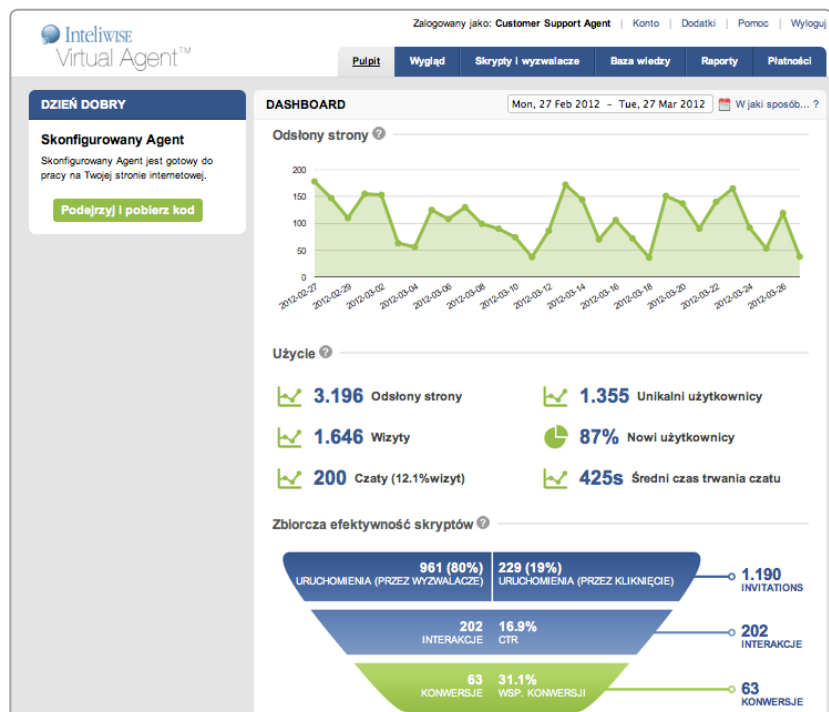 Zalogowany jako: Customer Support Agent | Konto | Dodatki | Pomoc | Wyloguj
InteliWISE
Virtual Agent™
Pulpit Wygląd Skrypty i wyzwalacze Baza wiedzy Raporty Płatności
DZIEŃ DOBRY
Skonfigurowany Agent
Skonfigurowany Agent jest gotowy do
pracy na Twojej stronie internetowej.
Podejrzyj i pobierz kod
DASHBOARD
Mon, 27 Feb 2012 – Tue, 27 Mar 2012 W jaki sposób... ?
Odsłony strony ?
200
150
100
50
0
2012-02-27 2012-02-29 2012-03-02 2012-03-04 2012-03-06 2012-03-08 2012-03-10 2012-03-12 2012-03-14 2012-03-16 2012-03-18 2012-03-20 2012-03-22 2012-03-24 2012-03-26
Użycie ?
3.196 Odsłony strony 1.355 Unikalni użytkownicy
1.646 Wizyty 87% Nowi użytkownicy
200 Czaty (12.1%wizyt) 425s Średni czas trwania czatu
Zbiorcza efektywność skryptów ?
961 (80%) 229 (19%) 1.190
URUCHOMIENIA (PRZEZ WYZWALACZE) URUCHOMIENIA (PRZEZ KLIKNIĘCIE) INVITATIONS
202 16.9% 202
INTERAKCJE CTR INTERAKCJE
63 31.1% 63
KONWERSJE WSP. KONWERSJI KONWERSJE